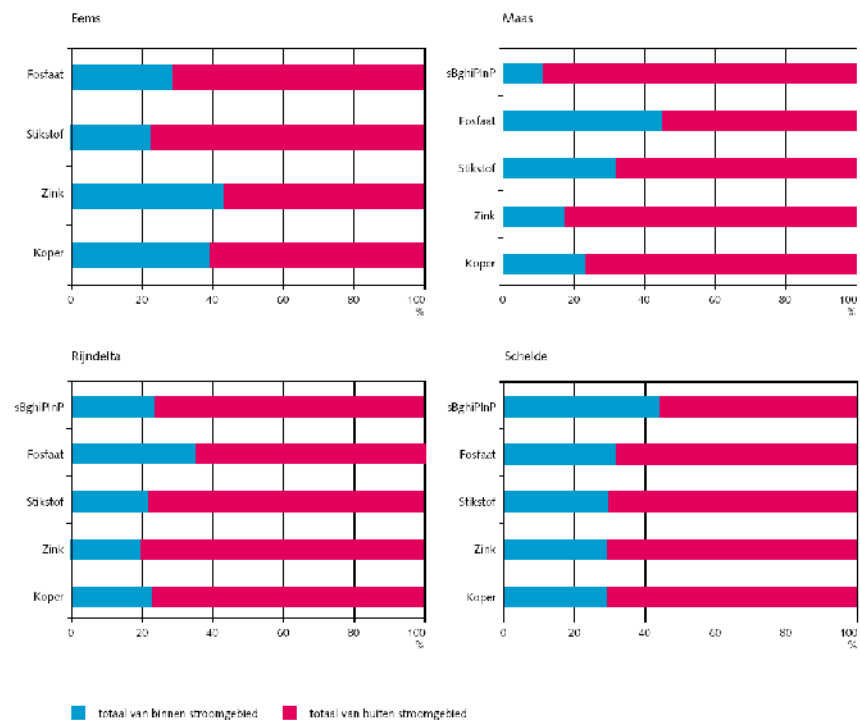 Eems
Fosfaat
Stikstof
Zink
Koper
0 20 40 60 80 100
%
Maas
sBghiPInP
Fosfaat
Stikstof
Zink
Koper
0 20 40 60 80 100
%
Rijndelta
sBghiPInP
Fosfaat
Stikstof
Zink
Koper
0 20 40 60 80 100
%
Schelde
sBghiPInP
Fosfaat
Stikstof
Zink
Koper
0 20 40 60 80 100
%
totaal van binnen stroomgebied totaal van buiten stroomgebied